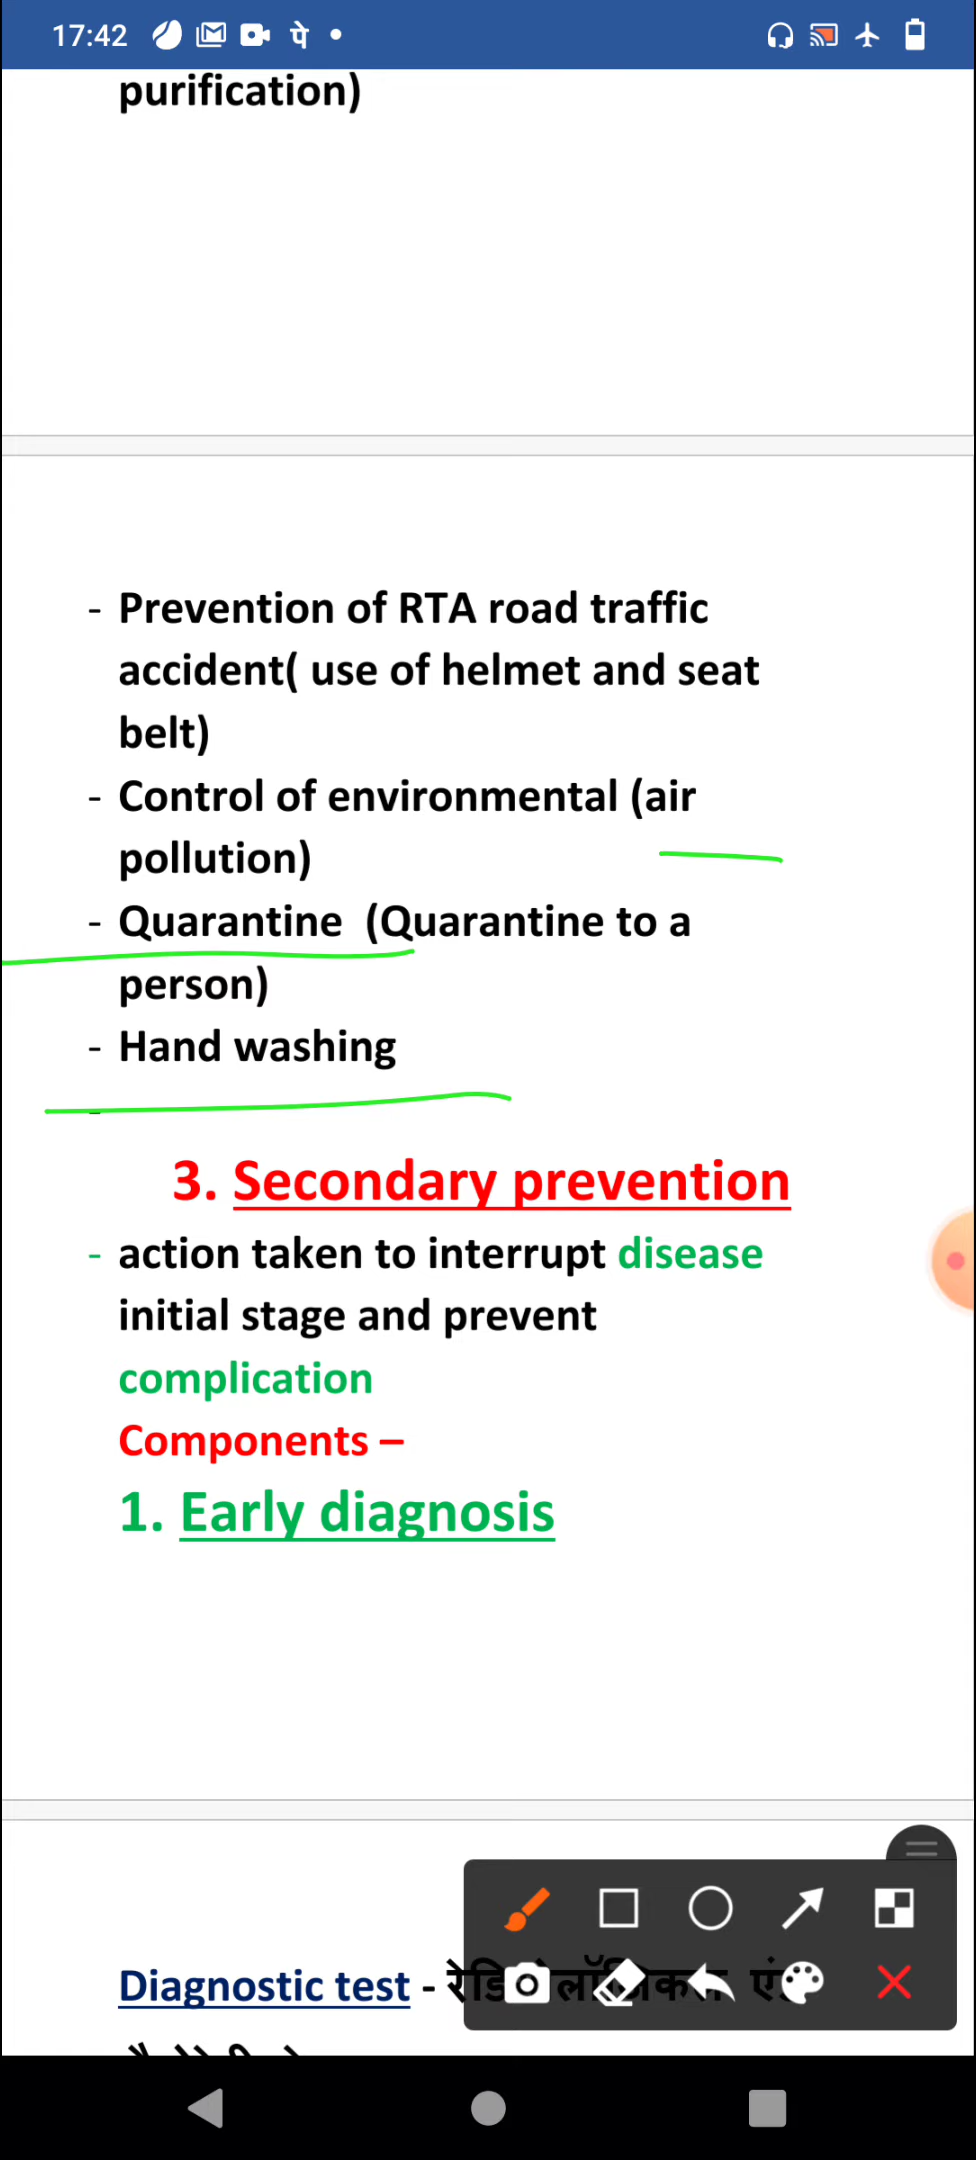 17:42 पे
purification)
- Prevention of RTA road traffic
accident( use of helmet and seat
belt)
- Control of environmental (air
pollution)
- Quarantine  (Quarantine to a
person)
- Hand washing
-
3. Secondary prevention
- action taken to interrupt disease
initial stage and prevent
complication
Components –
1. Early diagnosis
Diagnostic test -